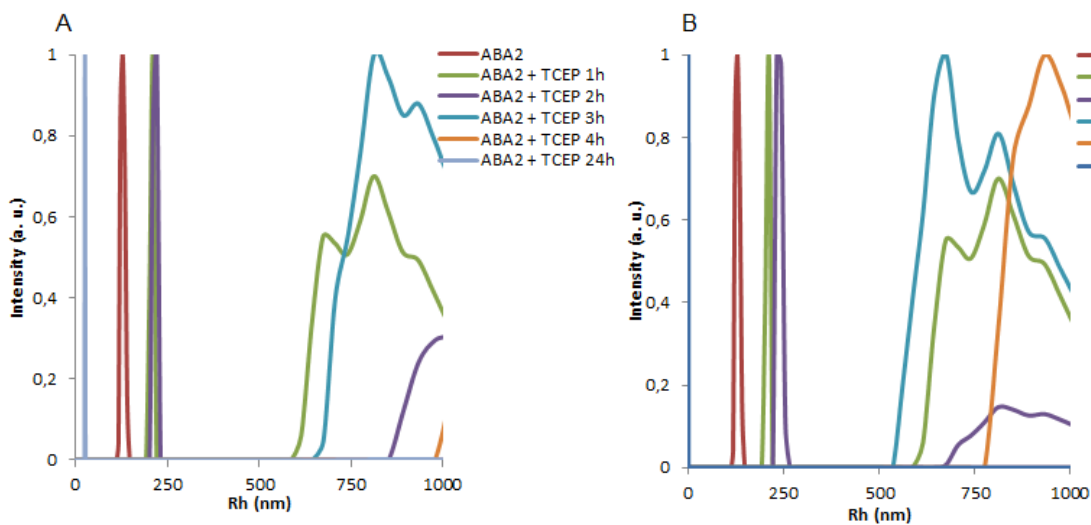 A
1
0,8
0,6
0,4
0,2
0
Intensity (a. u.)
0 250 500 750 1000
Rh (nm)
ABA2
ABA2 + TCEP 1h
ABA2 + TCEP 2h
ABA2 + TCEP 3h
ABA2 + TCEP 4h
ABA2 + TCEP 24h
B
1
0,8
0,6
0,4
0,2
0
Intensity (a. u.)
0 250 500 750 1000
Rh (nm)